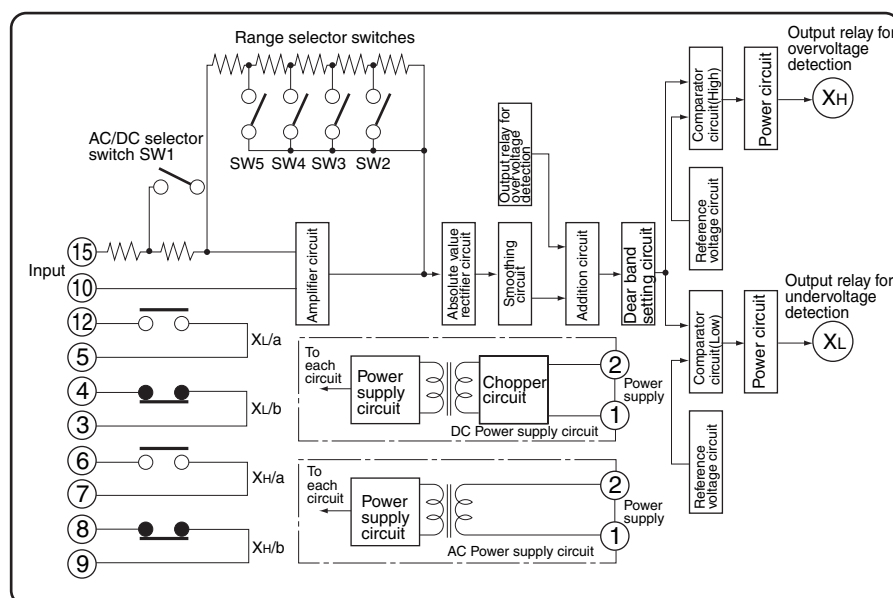 Range selector switches
AC/DC selector
switch SW1
SW5 SW4 SW3 SW2
Output relay for
overvoltage
detection
Comparator
circuit(High)
Power circuit
XH
Output relay for
overvoltage
detection
Reference
voltage circuit
Input
15
10
Amplifier circuit
Absolute value
rectifier circuit
Smoothing
circuit
Addition circuit
Dear band
setting circuit
Output relay for
undervoltage
detection
Comparator
circuit(Low)
Power circuit
XL
Reference
voltage circuit
12
5
XL/a
4
3
XL/b
6
7
XH/a
8
9
XH/b
To
each
circuit
Power
supply
circuit
Chopper
circuit
2
1
Power
supply
DC Power supply circuit
To
each
circuit
Power
supply
circuit
2
1
Power
supply
AC Power supply circuit